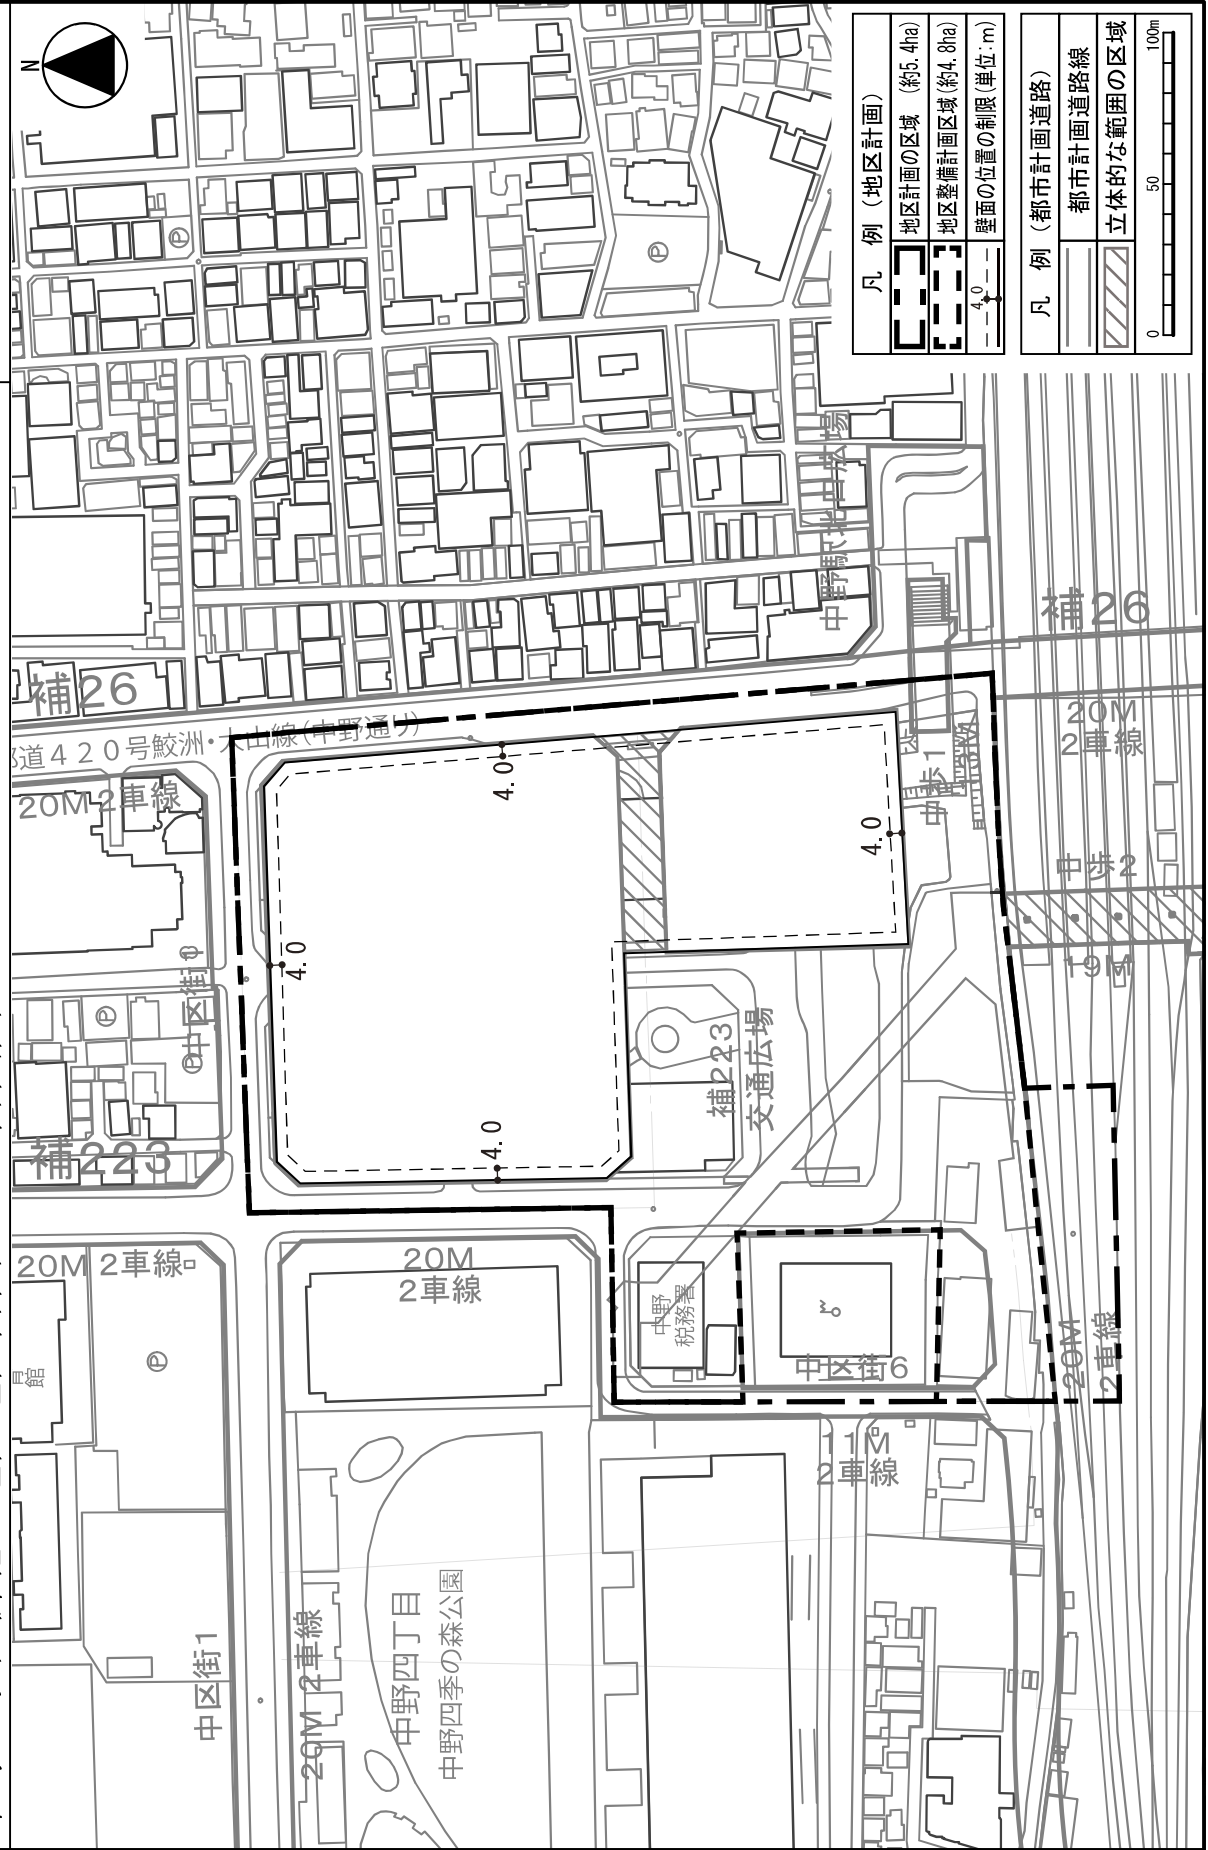 N
凡 例（地区計画）
地区計画の区域 （約5.4ha）
地区整備計画区域（約4.8ha）
壁面の位置の制限（単位：m）
4.0
凡 例（都市計画道路）
都市計画道路線
立体的な範囲の区域
0 50 100m
補26
道420号鮫洲・大山線（中野通り）
20M 2車線
中野駅北口広場
補26
20M
2車線
中歩1
中歩2
19M
4.0
4.0
4.0
4.0
補223
交通広場
補223
20M 2車線
20M
2車線
中野
税務署
中区街6
20M
2車線
11M
2車線
中区街1
20M 2車線
中野四丁目
中野四季の森公園
P
P
P
P
P